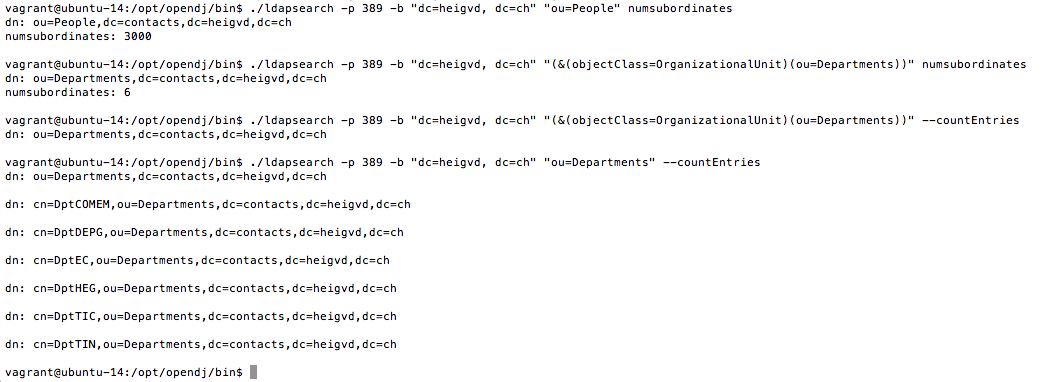 vagrant@ubuntu-14:/opt/opendj/bin$ ./ldapsearch -p 389 -b "dc=heigvd, dc=ch" "ou=People" numsubordinates
dn: ou=People,dc=contacts,dc=heigvd,dc=ch
numsubordinates: 3000
vagrant@ubuntu-14:/opt/opendj/bin$ ./ldapsearch -p 389 -b "dc=heigvd, dc=ch" "(&(objectClass=OrganizationalUnit)(ou=Departments))" numsubordinates
dn: ou=Departments,dc=contacts,dc=heigvd,dc=ch
numsubordinates: 6
vagrant@ubuntu-14:/opt/opendj/bin$ ./ldapsearch -p 389 -b "dc=heigvd, dc=ch" "(&(objectClass=OrganizationalUnit)(ou=Departments))" --countEntries
dn: ou=Departments,dc=contacts,dc=heigvd,dc=ch
vagrant@ubuntu-14:/opt/opendj/bin$ ./ldapsearch -p 389 -b "dc=heigvd, dc=ch" "ou=Departments" --countEntries
dn: ou=Departments,dc=contacts,dc=heigvd,dc=ch
dn: cn=DptCOMEM,ou=Departments,dc=contacts,dc=heigvd,dc=ch
dn: cn=DptDEPG,ou=Departments,dc=contacts,dc=heigvd,dc=ch
dn: cn=DptEC,ou=Departments,dc=contacts,dc=heigvd,dc=ch
dn: cn=DptHEG,ou=Departments,dc=contacts,dc=heigvd,dc=ch
dn: cn=DptTIC,ou=Departments,dc=contacts,dc=heigvd,dc=ch
dn: cn=DptTIN,ou=Departments,dc=contacts,dc=heigvd,dc=ch
vagrant@ubuntu-14:/opt/opendj/bin$